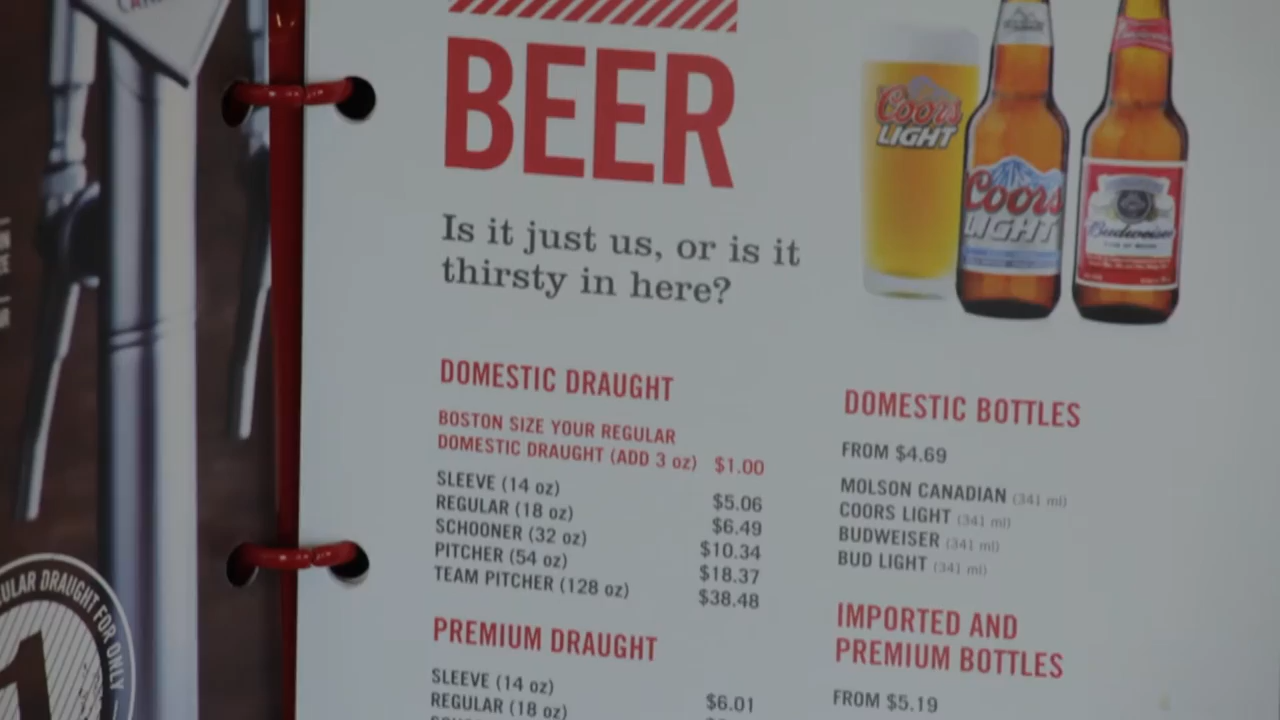 BEER
Is it just us, or is it
thirsty in here?
DOMESTIC DRAUGHT
BOSTON SIZE YOUR REGULAR
DOMESTIC DRAUGHT (ADD 3 oz) $1.00
SLEEVE (14 oz) $5.06
REGULAR (18 oz) $6.49
SCHOONER (32 oz) $10.34
PITCHER (54 oz) $18.37
TEAM PITCHER (128 oz) $38.48
PREMIUM DRAUGHT
SLEEVE (14 oz) $6.01
REGULAR (18 oz)
Coors
LIGHT
Coors
LIGHT
Budweiser
DOMESTIC BOTTLES
FROM $4.69
MOLSON CANADIAN (341 ml)
COORS LIGHT (341 ml)
BUDWEISER (341 ml)
BUD LIGHT (341 ml)
IMPORTED AND
PREMIUM BOTTLES
FROM $5.19
DRAUGHT FOR ONLY
1